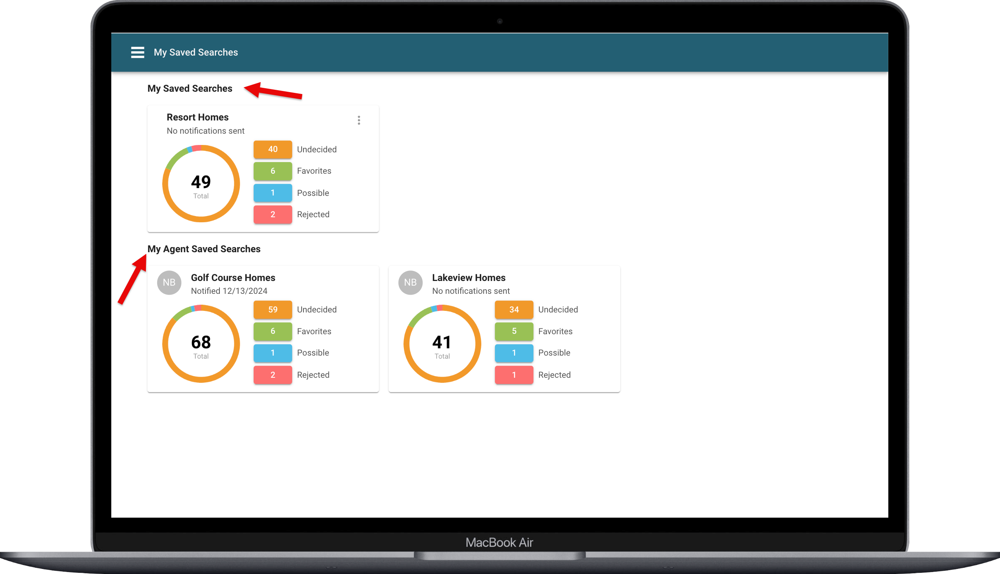 My Saved Searches
My Saved Searches
Resort Homes
No notifications sent
49
Total
40 Undecided
6 Favorites
1 Possible
2 Rejected
My Agent Saved Searches
NB
Golf Course Homes
Notified 12/13/2024
68
Total
59 Undecided
6 Favorites
1 Possible
2 Rejected
NB
Lakeview Homes
No notifications sent
41
Total
34 Undecided
5 Favorites
1 Possible
1 Rejected
MacBook Air